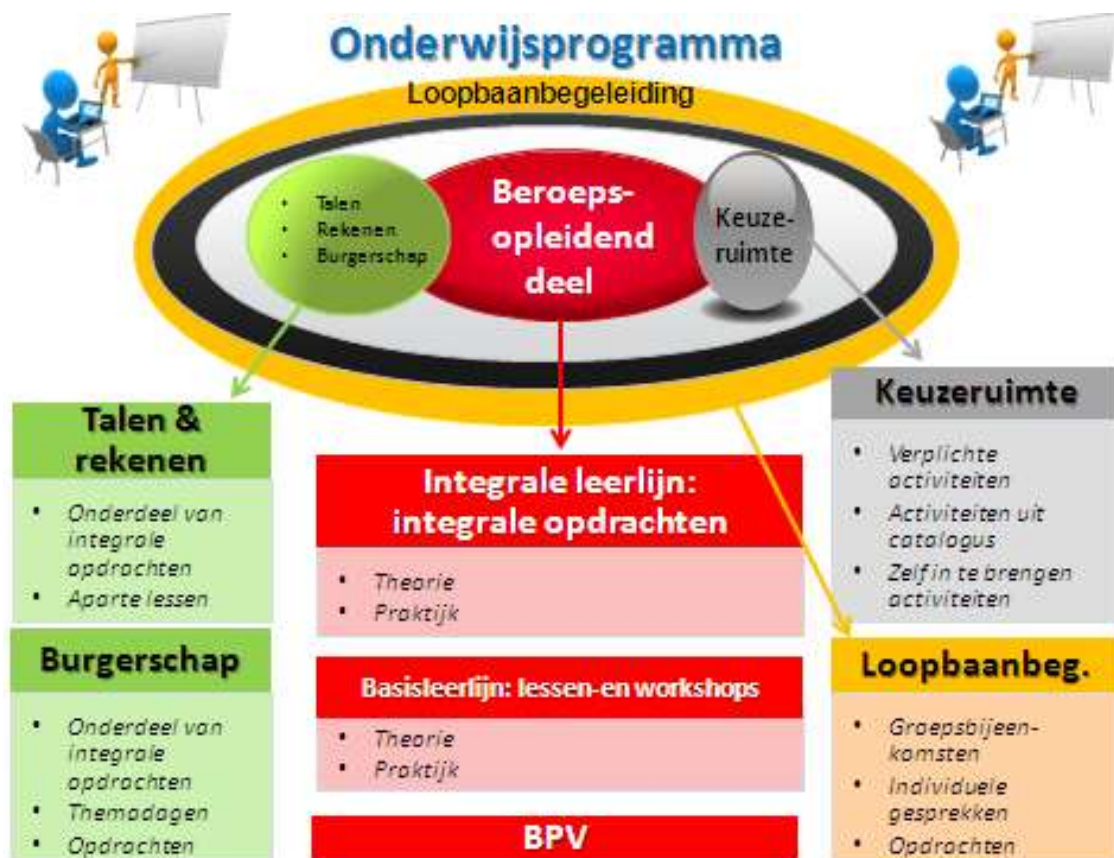 Onderwijsprogramma
Loopbaanbegeleiding
• Talen
• Rekenen
• Burgerschap
Beroeps-
opleidend
deel
Keuze-
ruimte
Talen &
rekenen
• Onderdeel van
integrale
opdrachten
• Aparte lessen
Burgerschap
• Onderdeel van
integrale
opdrachten
• Themadagen
• Opdrachten
Integrale leerlijn:
integrale opdrachten
• Theorie
• Praktijk
Basisleerlijn: lessen-en workshops
• Theorie
• Praktijk
BPV
Keuzeruimte
• Verplichte
activiteiten
• Activiteiten uit
catalogus
• Zelf in te brengen
activiteiten
Loopbaanbeg.
• Groepsbijeen-
komsten
• Individuele
gesprekken
• Opdrachten